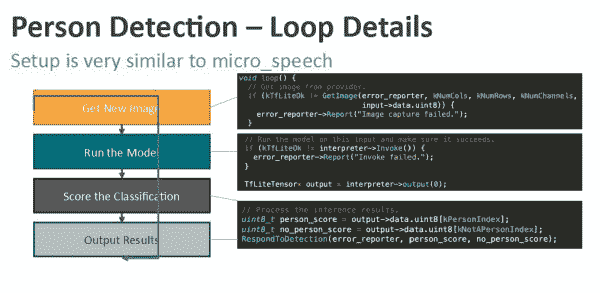 Person Detection – Loop Details
Setup is very similar to micro_speech
Get New Image
Run the Model
Score the Classification
Output Results
void loop() {
// Get image from provider.
if (kTfLiteOk != GetImage(error_reporter, kNumCols, kNumRows, kNumChannels,
input->data.uint8)) {
error_reporter->Report("Image capture failed.");
}
// Run the model on this input and make sure it succeeds.
if (kTfLiteOk != interpreter->Invoke()) {
error_reporter->Report("Invoke failed.");
}
TfLiteTensor* output = interpreter->output(0);
// Process the inference results.
uint8_t person_score = output->data.uint8[kPersonIndex];
uint8_t no_person_score = output->data.uint8[kNotAPersonIndex];
RespondToDetection(error_reporter, person_score, no_person_score);